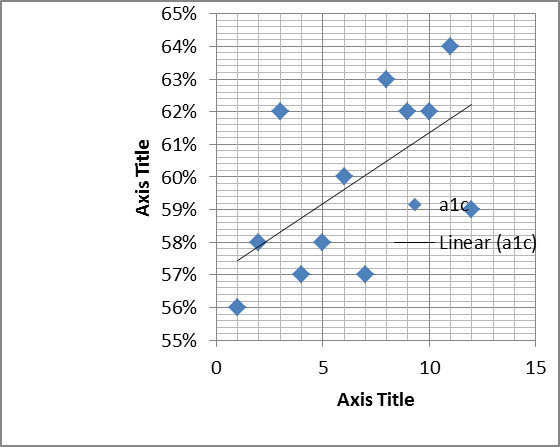 65%
64%
63%
62%
61%
60%
59%
58%
57%
56%
55%
Axis Title
a1c
Linear (a1c)
0 5 10 15
Axis Title